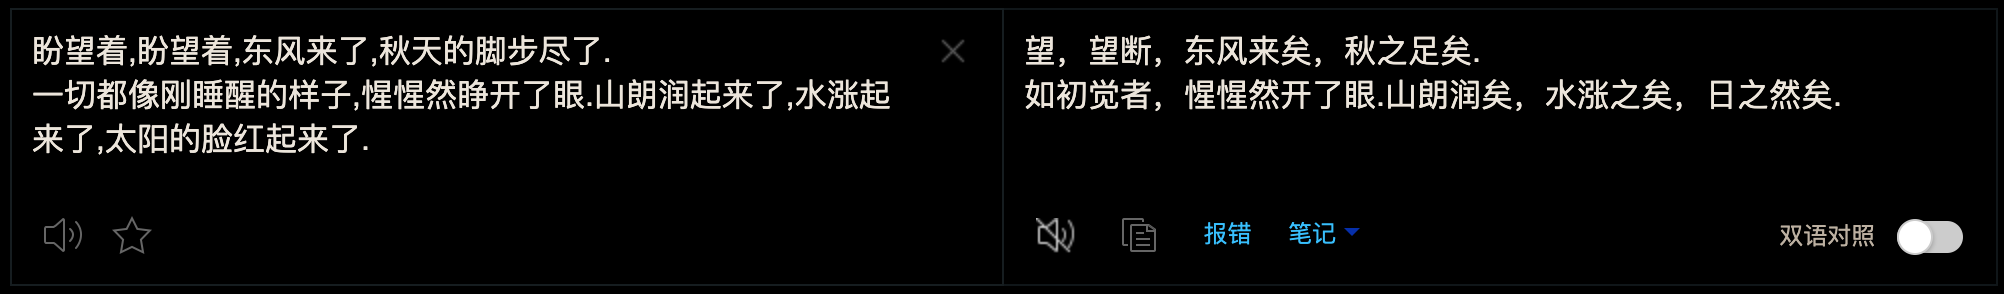 盼望着,盼望着,东风来了,秋天的脚步尽了.
一切都像刚睡醒的样子,惺惺然睁开了眼.山朗润起来了,水涨起
来了,太阳的脸红起来了.
望，望断，东风来矣，秋之足矣.
如初觉者，惺惺然开了眼.山朗润矣，水涨之矣，日之然矣.
报错 笔记 双语对照